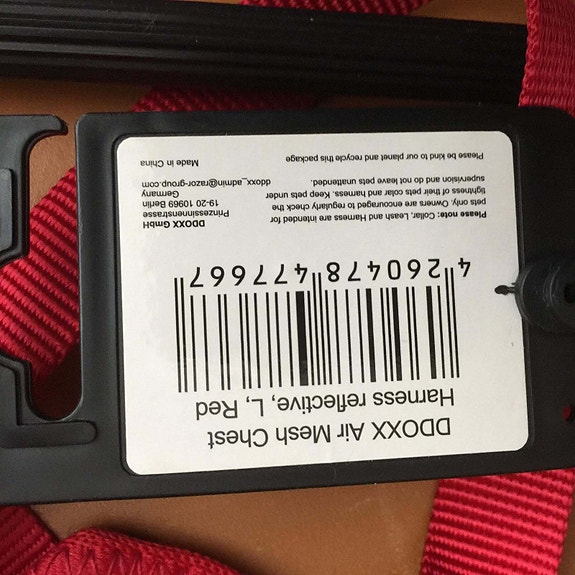 DDOXX Air Mesh Chest
Harness reflective, L, Red
4 260478 477667
Please note: Collar, Leash and Harness are intended for
pets only. Owners are encouraged to regularly check the
tightness of their pets collar and harness. Keep pets under
supervision and do not leave pets unattended.
Please be kind to our planet and recycle this package
DDOXX GmbH
Prinzessinnenstrasse
19-20 10969 Berlin
Germany
ddoxx_admin@razor-group.com
Made in China